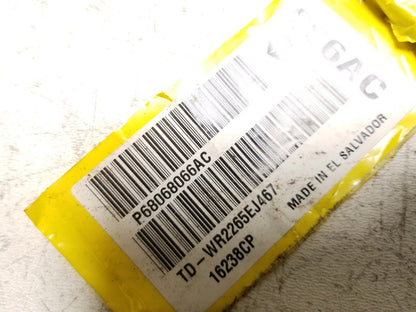 6AC
P68068066AC
TD-WR2265EJ467
16238CP
MADE IN EL SALVADOR